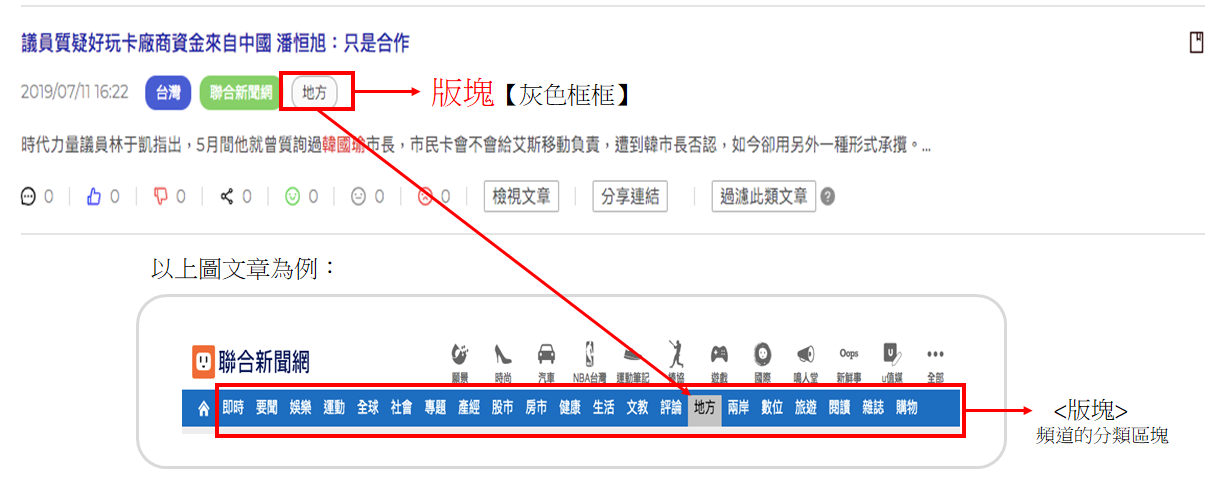 議員質疑好玩卡廠商資金來自中國 潘恒旭：只是合作
2019/07/11 16:22 台灣 聯合新聞網 地方 版塊【灰色框框】
時代力量議員林于凱指出，5月間他就曾質詢過韓國瑜市長，市民卡會不會給艾斯移動負責，遭到韓市長否認，如今卻用另外一種形式承攬。...
0 0 0 0 0 0 0 檢視文章 分享連結 過濾此類文章 ?
以上圖文章為例：
聯合新聞網
願景 時尚 汽車 NBA台灣 運動筆記 遊戲 國際 鳴人堂 Oops 新鮮事 u值媒 全部
即時 要聞 娛樂 運動 全球 社會 專題 產經 股市 房市 健康 生活 文教 評論 地方 兩岸 數位 旅遊 閱讀 雜誌 購物
<版塊>
頻道的分類區塊